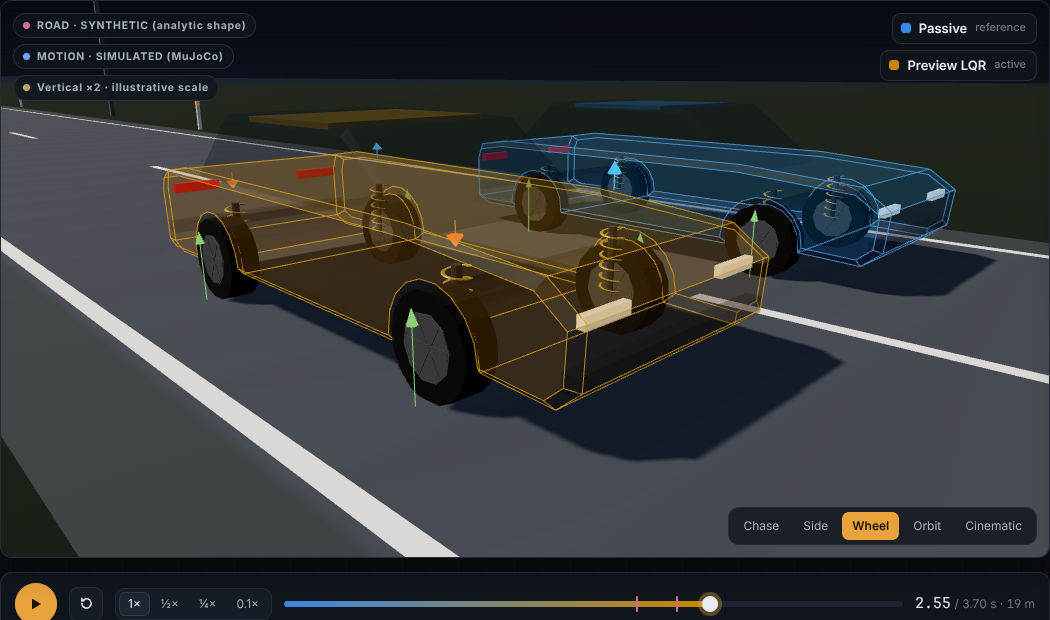 ROAD · SYNTHETIC (analytic shape)
MOTION · SIMULATED (MuJoCo)
Vertical ×2 · illustrative scale
Passive reference
Preview LQR active
Chase Side Wheel Orbit Cinematic
1× ½× ¼× 0.1× 2.55 / 3.70 s · 19 m